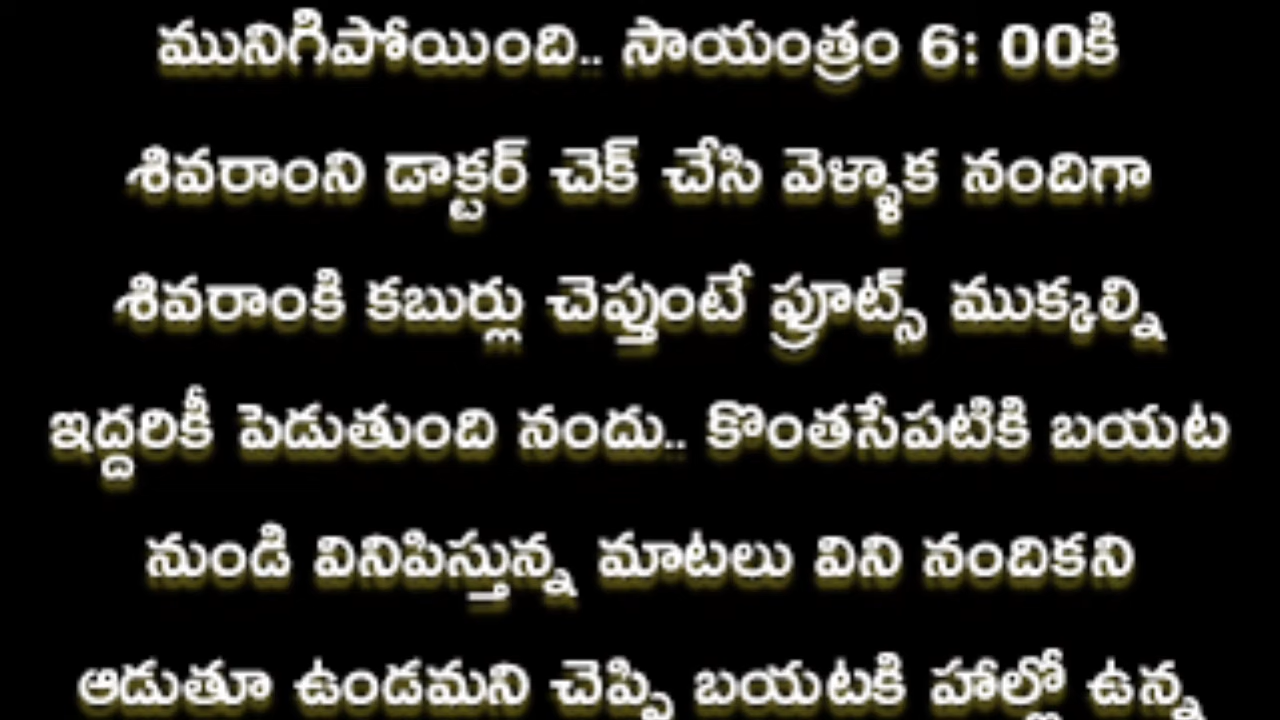 మునిగిపోయింది.. సాయంత్రం 6: 00కి
శివరాంని డాక్టర్ చెక్ చేసి వెళ్ళాక నందిగా
శివరాంకి కబుర్లు చెప్తుంటే ఫ్రూట్స్ ముక్కల్ని
ఇద్దరికీ పెడుతుంది నందు.. కొంతసేపటికి బయట
నుండి వినిపిస్తున్న మాటలు విని నందికని
ఆడుతూ ఉండమని చెప్పి బయటకి హాల్లో ఉన్న